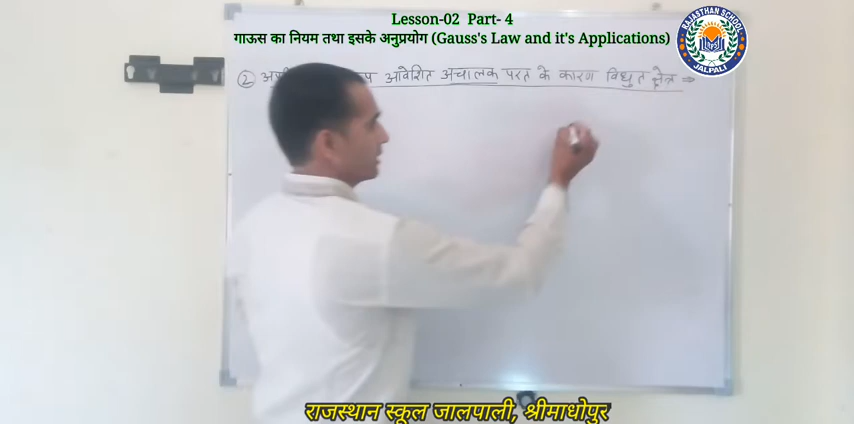 Lesson-02 Part- 4
गाऊस का नियम तथा इसके अनुप्रयोग (Gauss's Law and it's Applications)
RAJASTHAN SCHOOL
JALPALI
② आवेशित अचालक परत के कारण विधुत क्षेत्र ⇒
राजस्थान स्कूल जालपाली, श्रीमाधोपुर